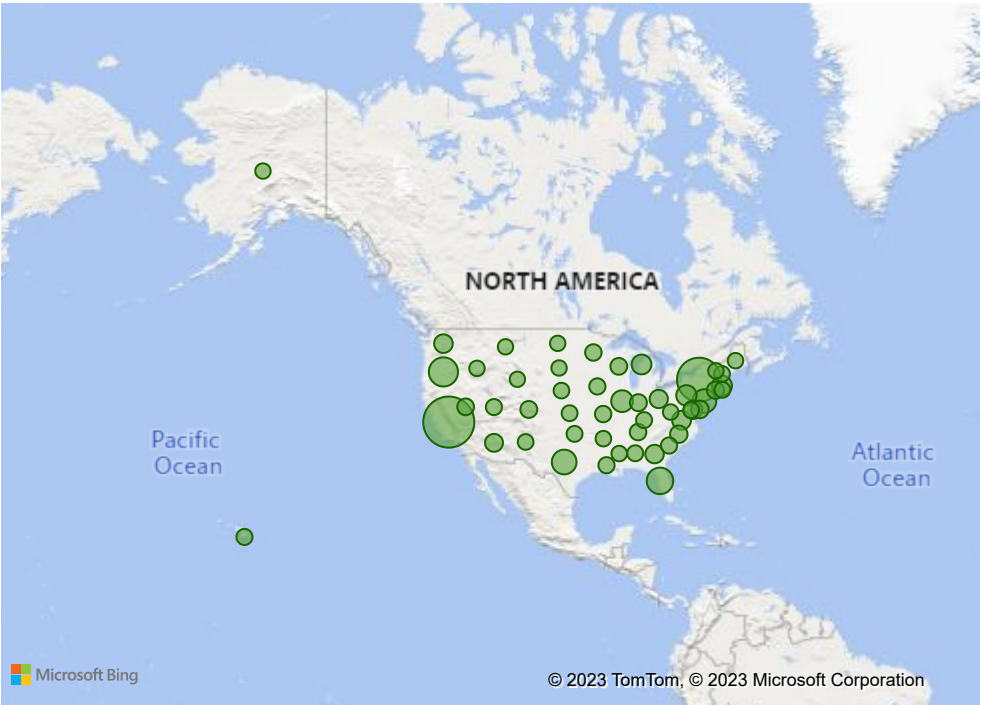 NORTH AMERICA
Pacific
Ocean
Atlantic
Ocean
Microsoft Bing
© 2023 TomTom, © 2023 Microsoft Corporation